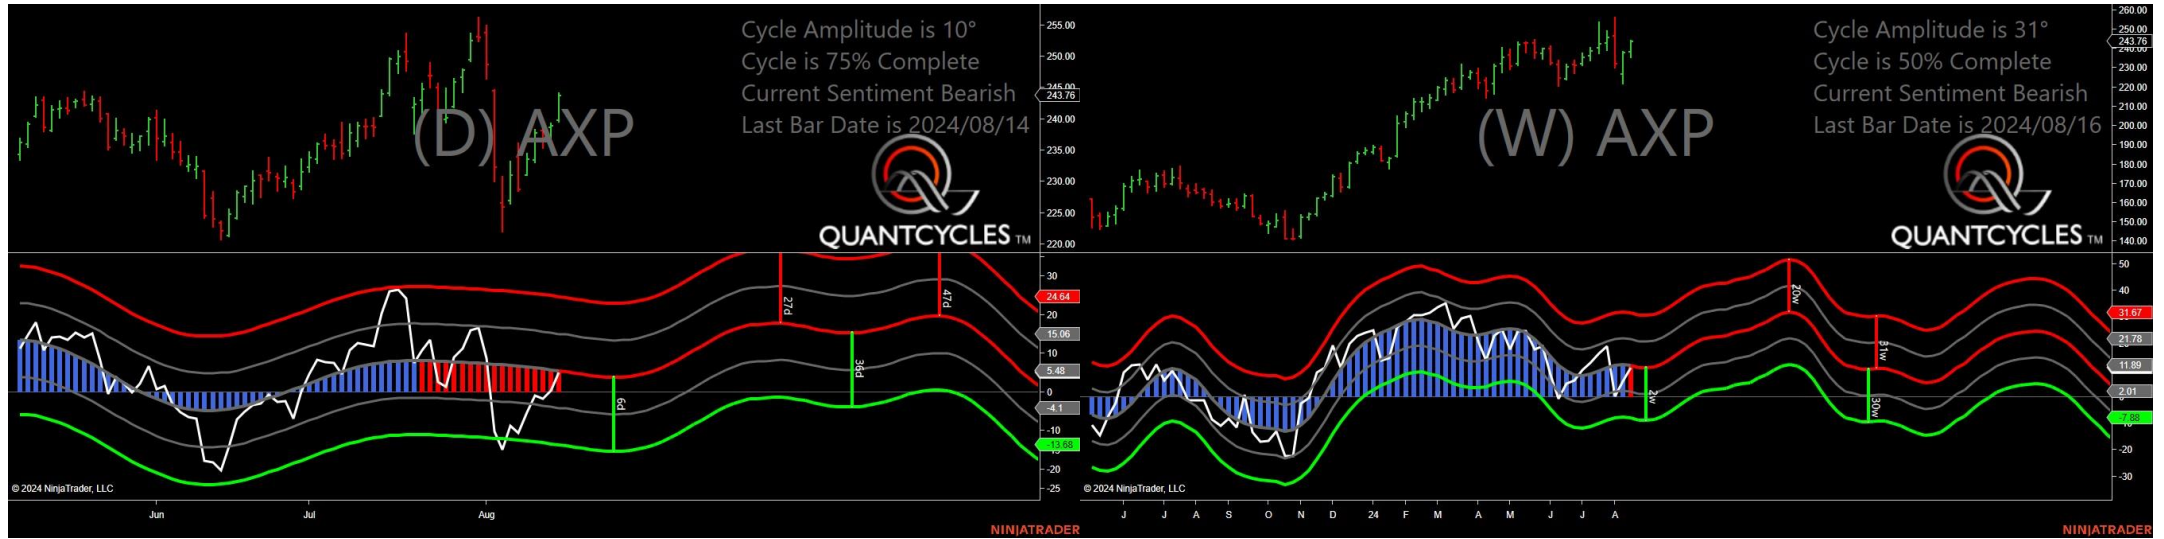 Cycle Amplitude is 10°
Cycle is 75% Complete
Current Sentiment Bearish
Last Bar Date is 2024/08/14
(D) AXP
QUANTCYCLES TM
255.00
250.00
245.00
243.76
240.00
235.00
230.00
225.00
220.00
30
24.64
20
15.06
10
5.48
0
-4.1
-10
-13.68
-20
-25
6d
27d
36d
47d
© 2024 NinjaTrader, LLC
Jun
Jul
Aug
NINJATRADER
Cycle Amplitude is 31°
Cycle is 50% Complete
Current Sentiment Bearish
Last Bar Date is 2024/08/16
(W) AXP
QUANTCYCLES TM
260.00
250.00
243.76
230.00
220.00
210.00
200.00
190.00
180.00
170.00
160.00
150.00
140.00
50
40
31.67
21.78
11.89
2.01
-7.88
-20
-30
2w
20w
31w
30w
© 2024 NinjaTrader, LLC
J
J
A
S
O
N
D
24
F
M
A
M
J
J
A
NINJATRADER